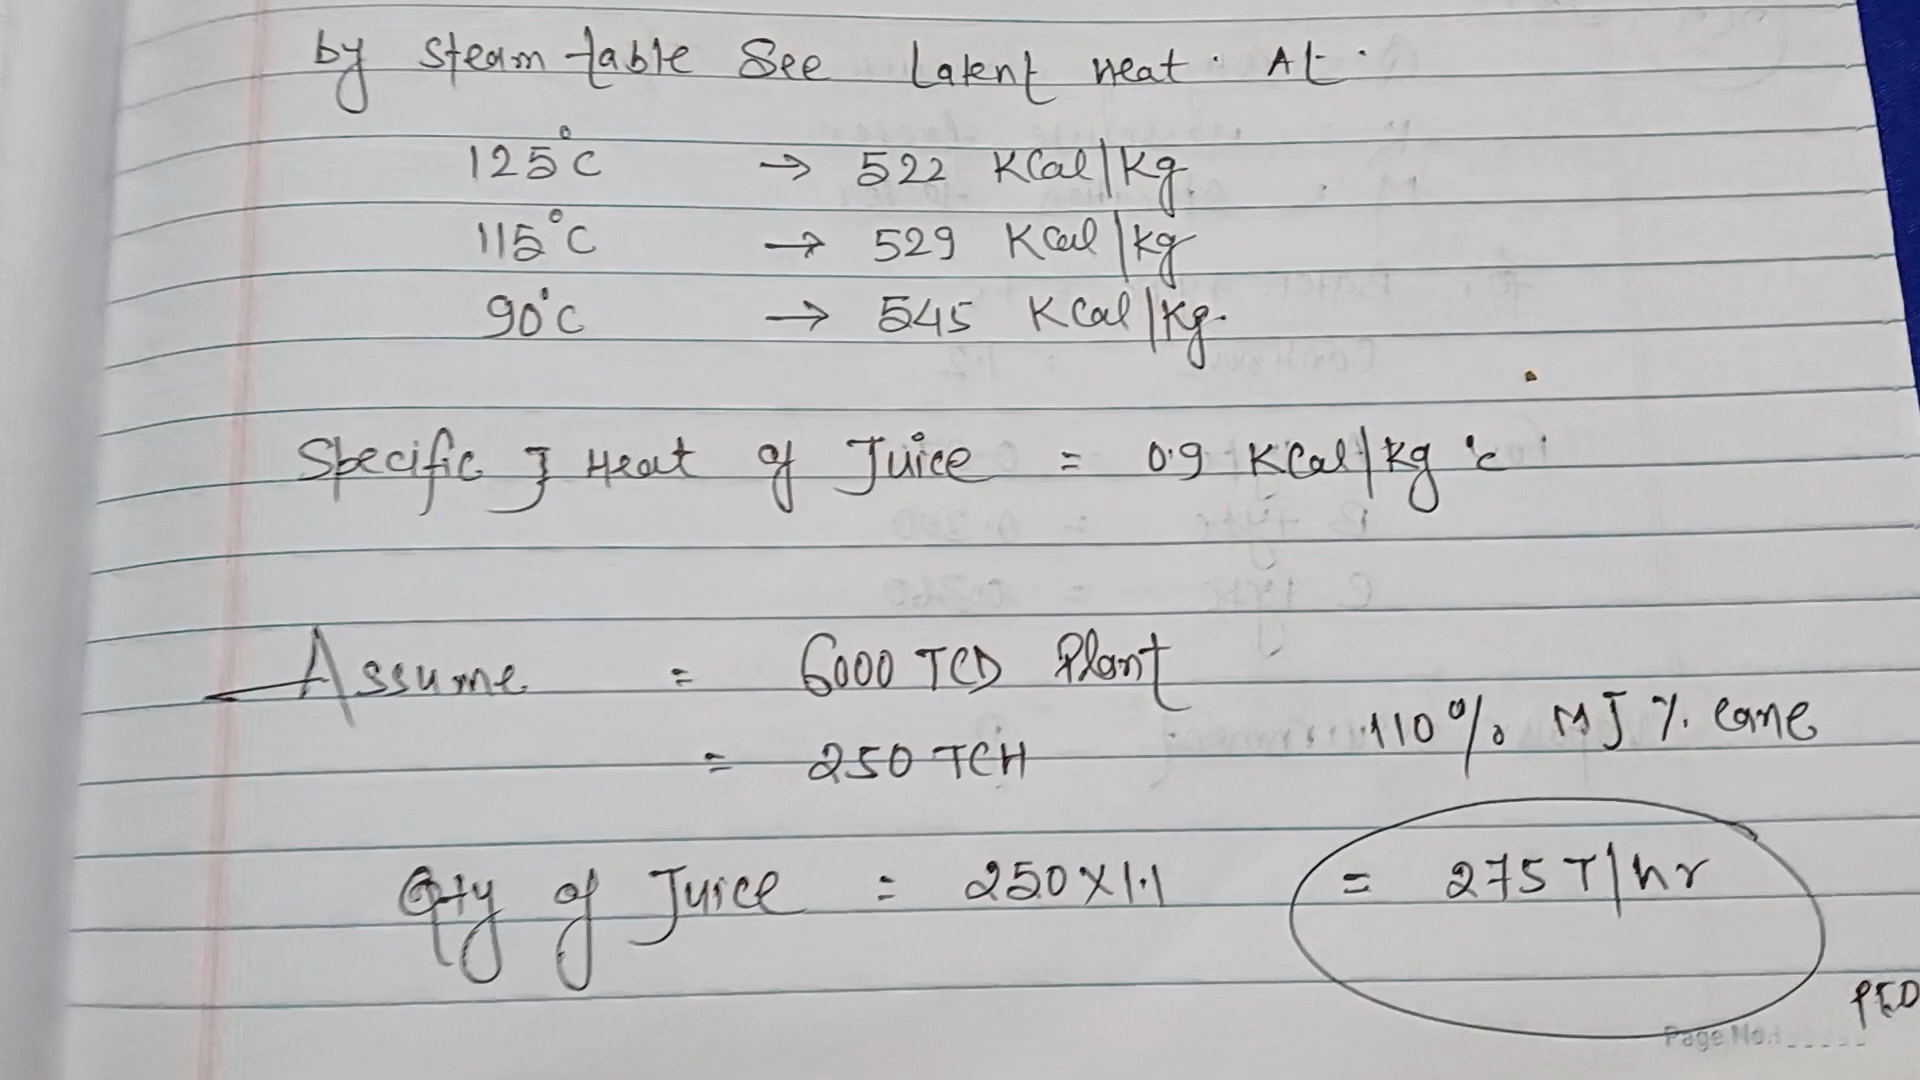 by steam table See Latent Heat. At.
125°C → 522 KCal/kg.
115°C → 529 KCal/kg
90°C → 545 KCal/kg.
Specific Heat of Juice = 0.9 KCal/kg °C
Assume = 6000 TCD Plant
= 250 TCH 110% MJ % Cane
Qty of Juice = 250 X 1.1 = 275 T/hr
Page No.: